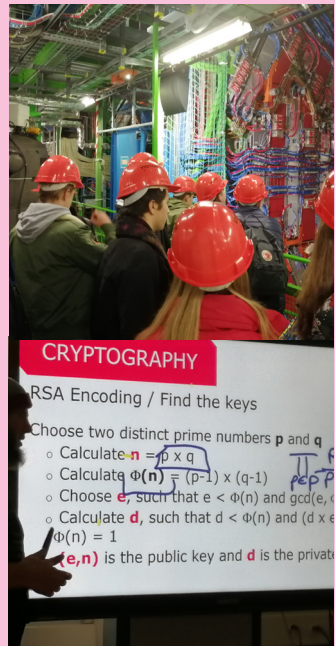 CRYPTOGRAPHY
RSA Encoding / Find the keys
Choose two distinct prime numbers p and q
Calculate n = p x q
Calculate Φ(n) = (p-1) x (q-1)
Choose e, such that e < Φ(n) and gcd(e,
Calculate d, such that d < Φ(n) and (d x e
Φ(n) = 1
(e,n) is the public key and d is the private